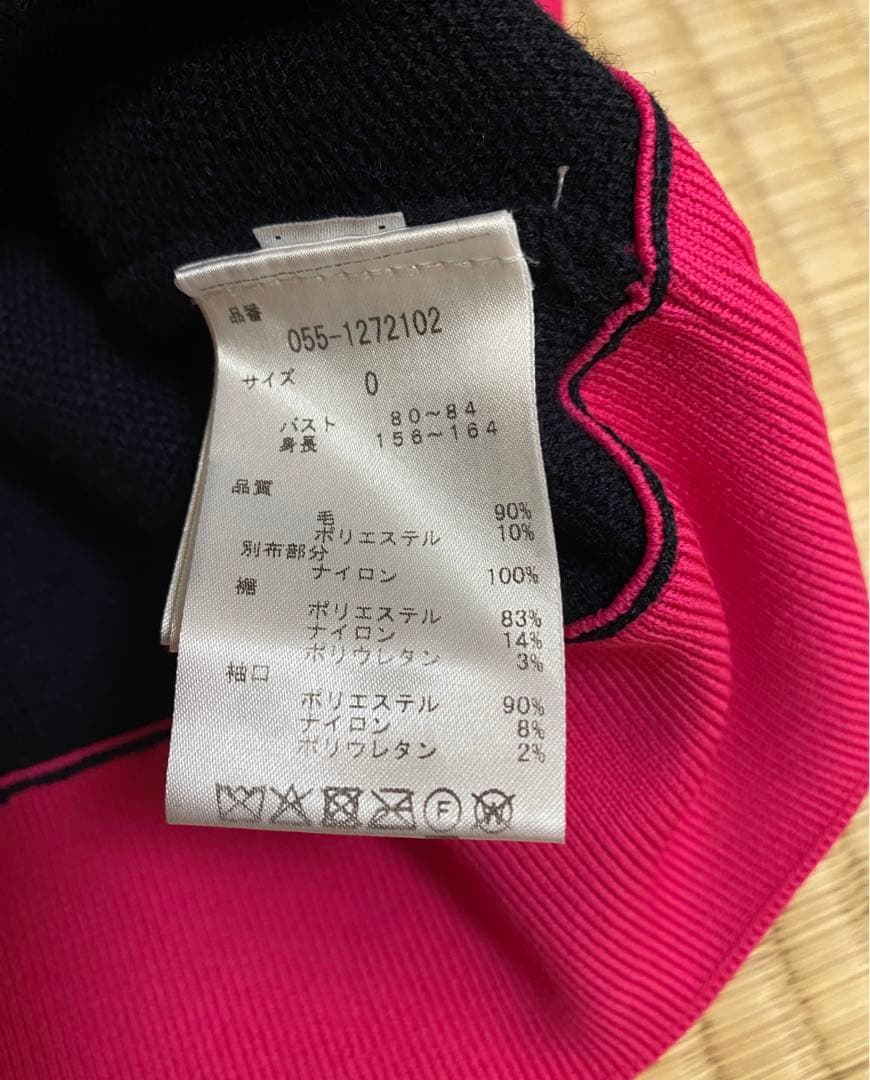 品番
055-1272102
サイズ 0
バスト 80~84
身長 156~164
品質
毛 90%
ポリエステル 10%
別布部分
ナイロン 100%
裾
ポリエステル 83%
ナイロン 14%
ポリウレタン 3%
袖口
ポリエステル 90%
ナイロン 8%
ポリウレタン 2%
F W